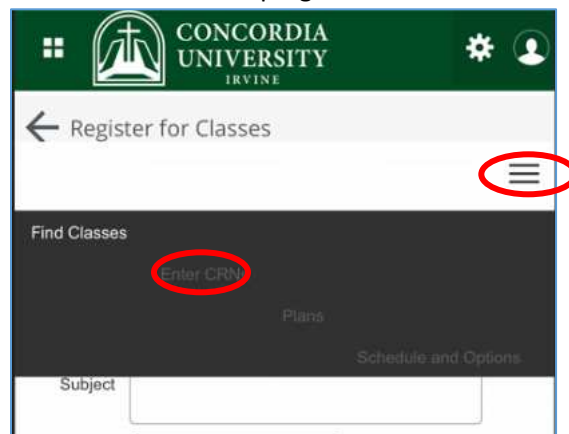 CONCORDIA
UNIVERSITY
IRVINE
Register for Classes
Find Classes
Enter CRNs
Plans
Schedule and Options
Subject